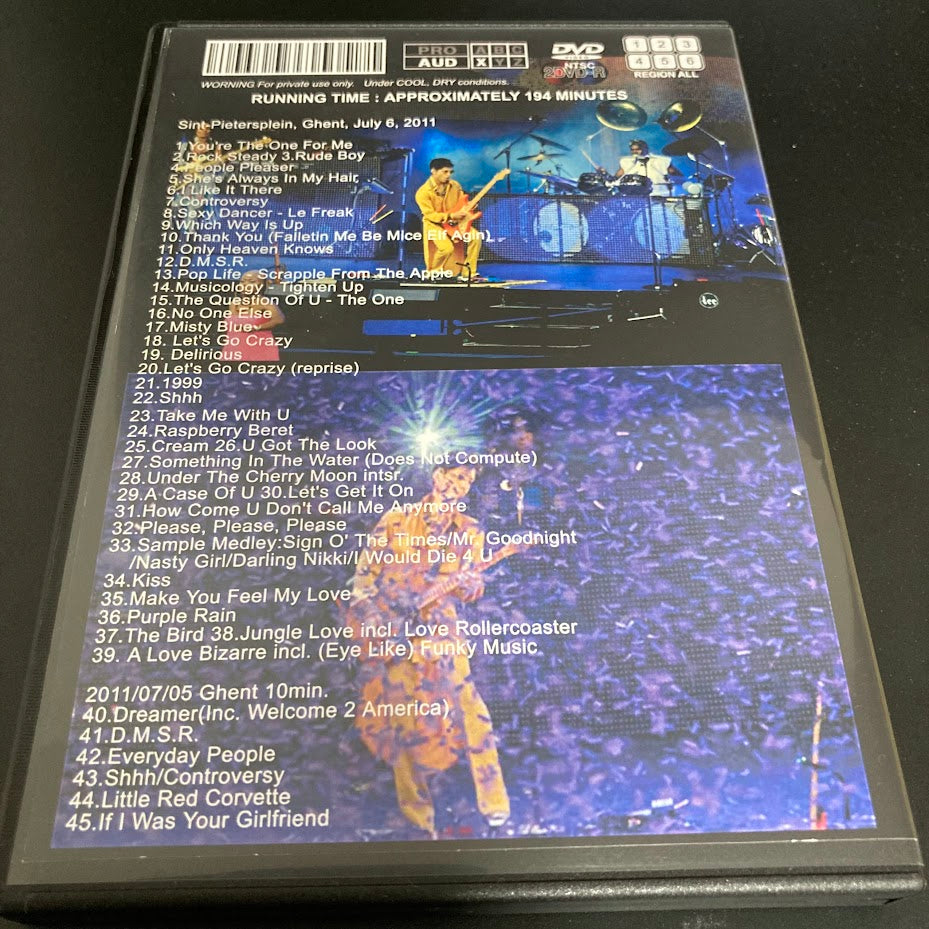 PRO ABC
AUD XYZ
DVD
VIDEO
NTSC
2DVD-R
1 2 3
4 5 6
REGION ALL
WARNING For private use only. Under COOL, DRY conditions.
RUNNING TIME : APPROXIMATELY 194 MINUTES
Sint-Pietersplein, Ghent, July 6, 2011
1.You're The One For Me
2.Rock Steady 3.Rude Boy
4.People Pleaser
5.She's Always In My Hair
6.I Like It There
7.Controversy
8.Sexy Dancer - Le Freak
9.Which Way Is Up
10.Thank You (Falletin Me Be Mice Elf Agin)
11.Only Heaven Knows
12.D.M.S.R.
13.Pop Life - Scrapple From The Apple
14.Musicology - Tighten Up
15.The Question Of U - The One
16.No One Else
17.Misty Blue
18. Let's Go Crazy
19. Delirious
20.Let's Go Crazy (reprise)
21.1999
22.Shhh
23.Take Me With U
24.Raspberry Beret
25.Cream 26.U Got The Look
27.Something In The Water (Does Not Compute)
28.Under The Cherry Moon intsr.
29.A Case Of U 30.Let's Get It On
31.How Come U Don't Call Me Anymore
32.Please, Please, Please
33.Sample Medley:Sign O' The Times/Mr. Goodnight
/Nasty Girl/Darling Nikki/I Would Die 4 U
34.Kiss
35.Make You Feel My Love
36.Purple Rain
37.The Bird 38.Jungle Love incl. Love Rollercoaster
39. A Love Bizarre incl. (Eye Like) Funky Music
2011/07/05 Ghent 10min.
40.Dreamer(Inc. Welcome 2 America)
41.D.M.S.R.
42.Everyday People
43.Shhh/Controversy
44.Little Red Corvette
45.If I Was Your Girlfriend